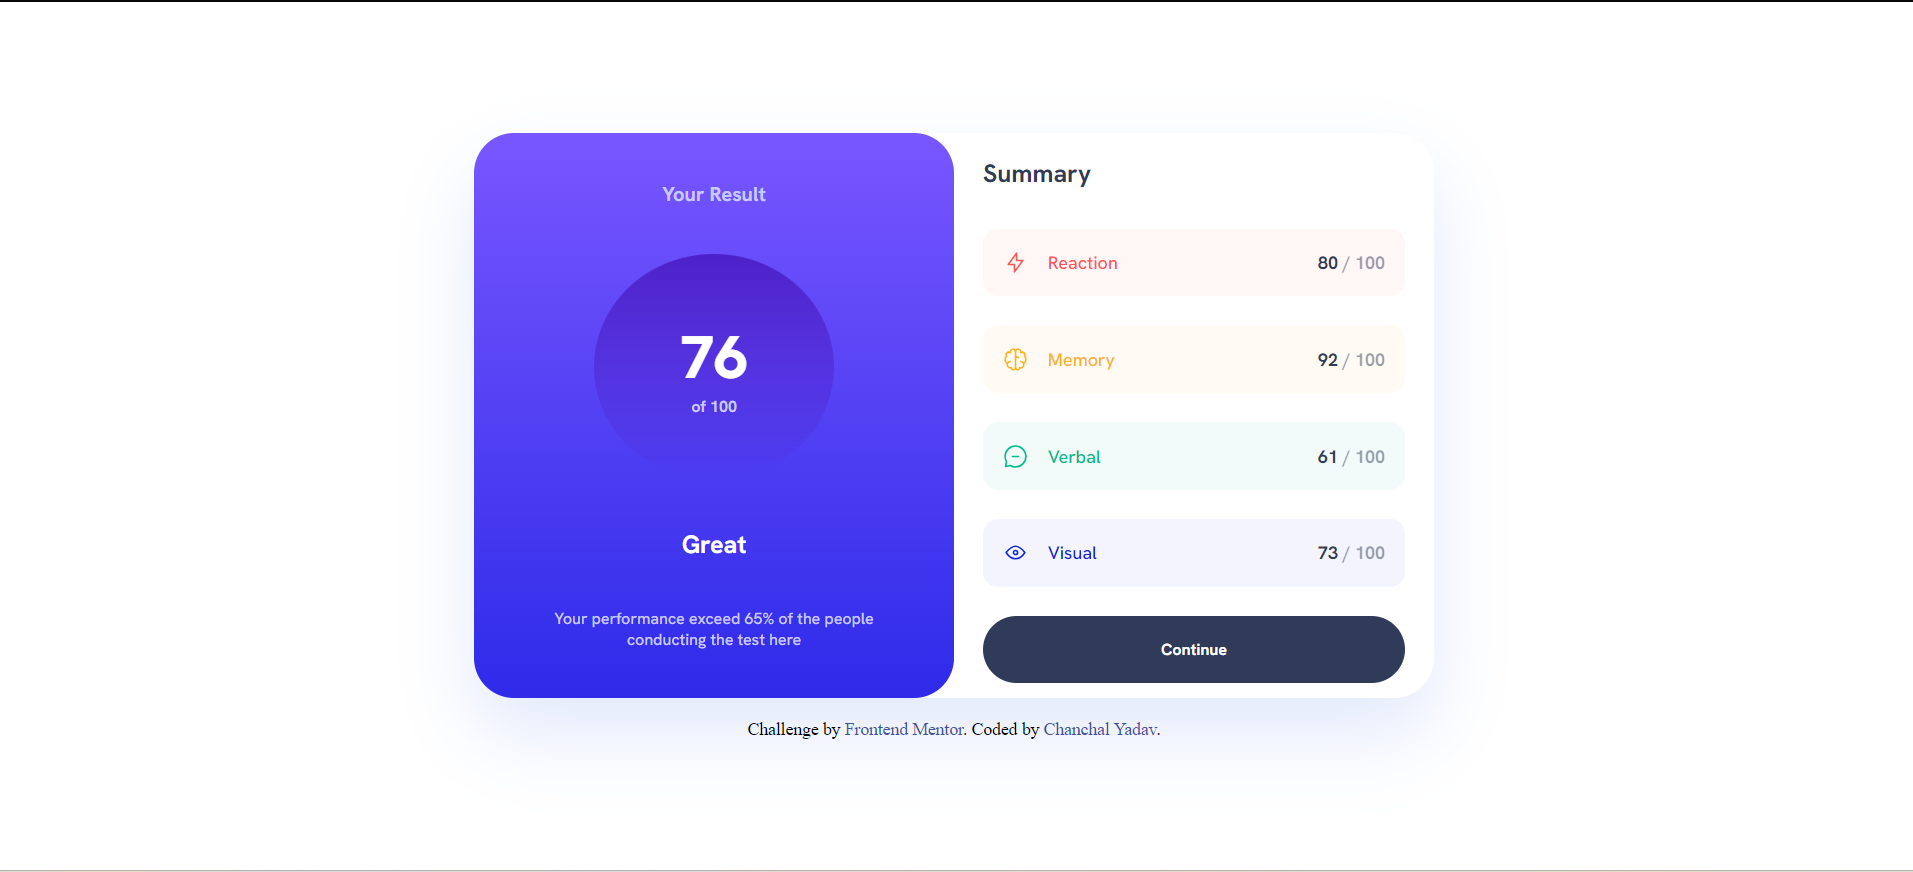 Your Result
76
of 100
Great
Your performance exceed 65% of the people
conducting the test here
Summary
Reaction 80 / 100
Memory 92 / 100
Verbal 61 / 100
Visual 73 / 100
Continue
Challenge by Frontend Mentor. Coded by Chanchal Yadav.